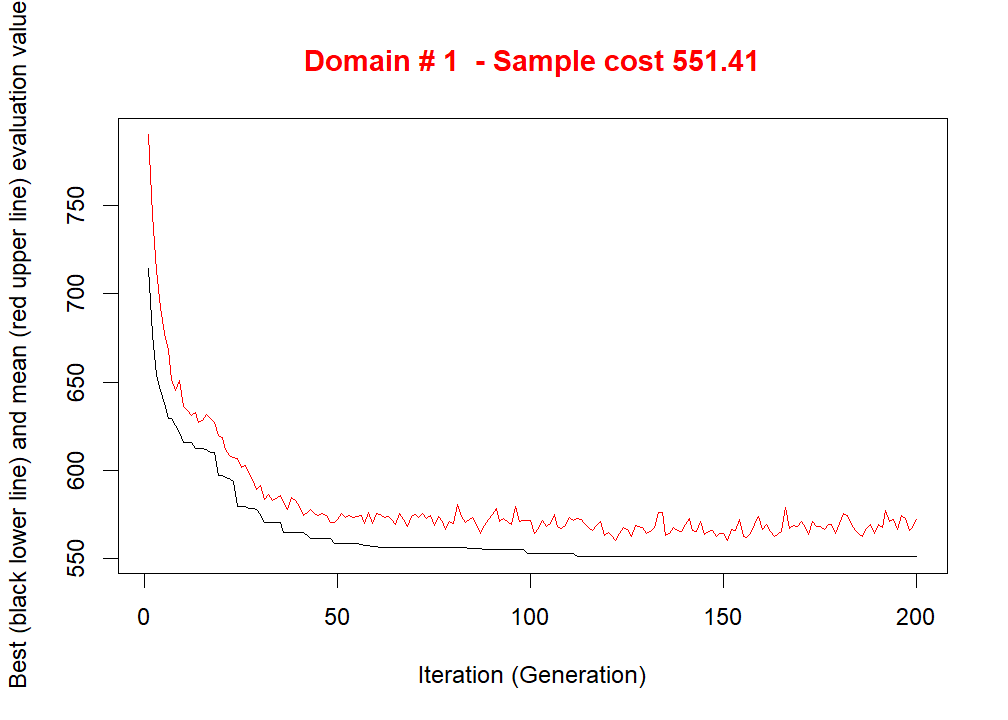 Domain # 1  - Sample cost 551.41
Best (black lower line) and mean (red upper line) evaluation value
750
700
650
600
550
0 50 100 150 200
Iteration (Generation)